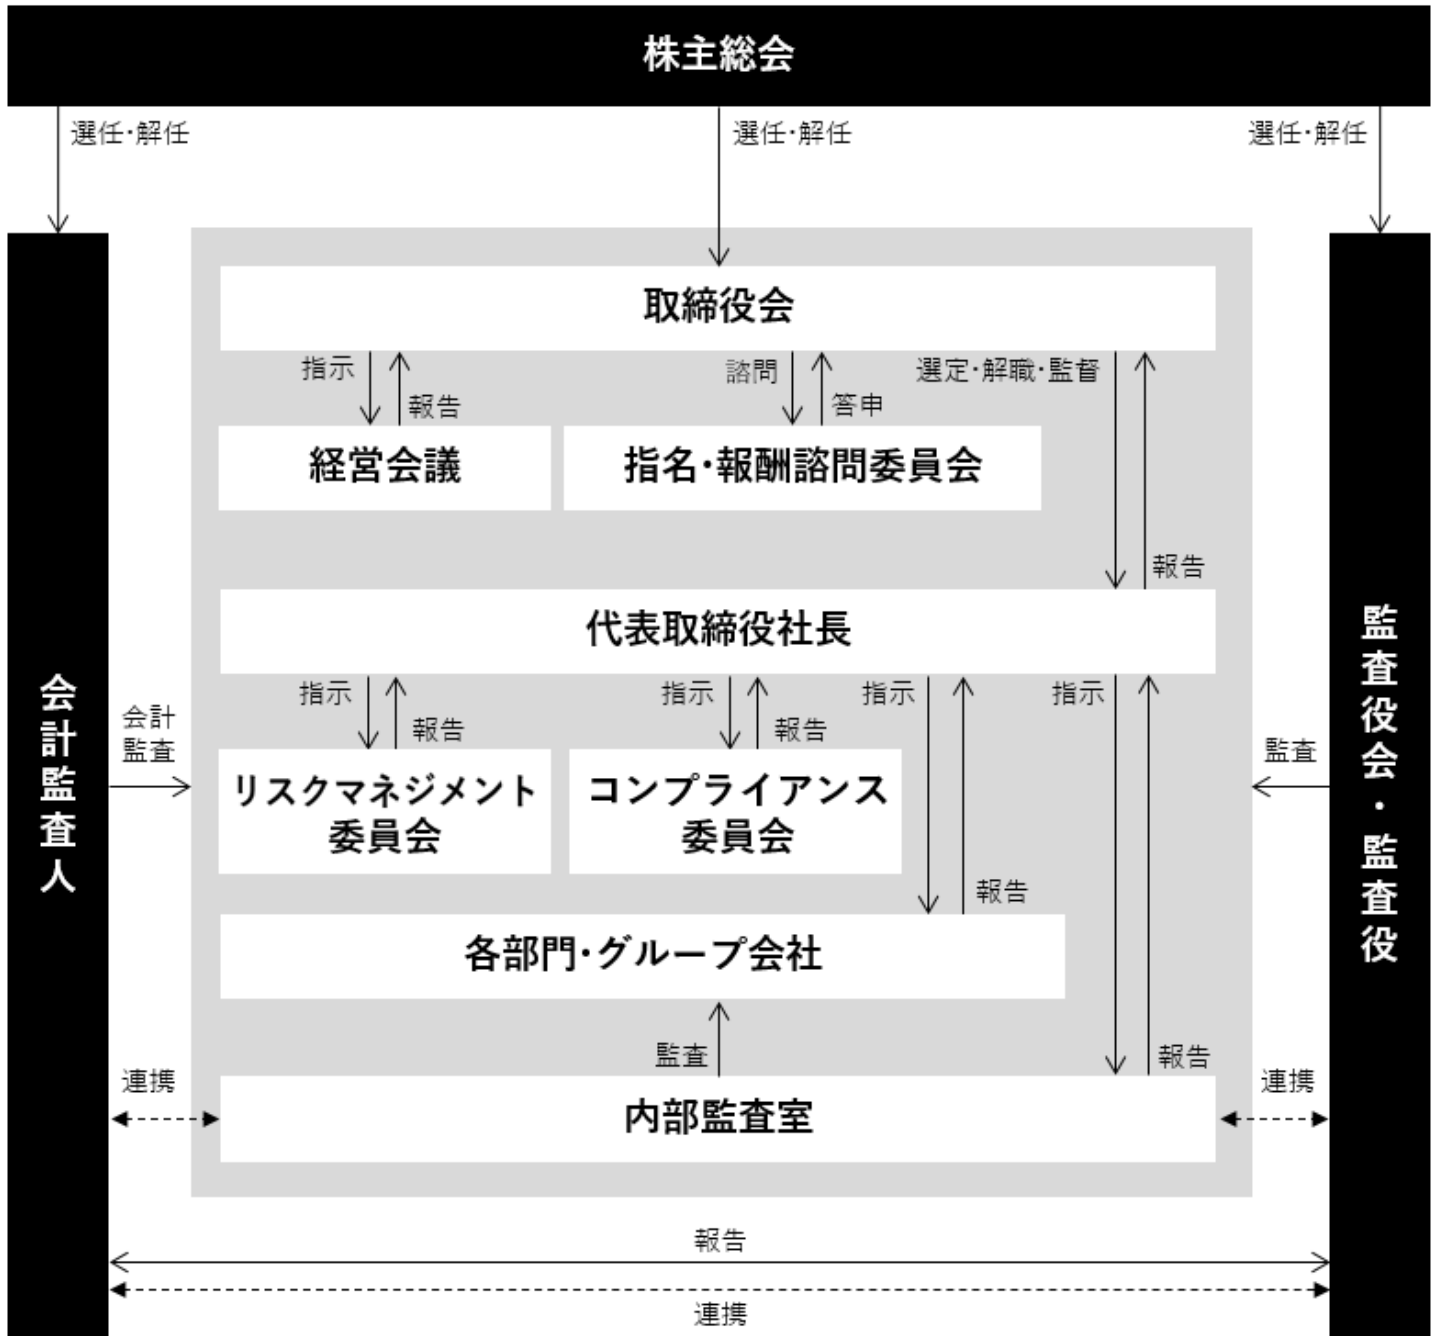 株主総会
選任･解任
選任･解任
選任･解任
取締役会
指示
報告
諮問
答申
選定･解職･監督
報告
経営会議
指名･報酬諮問委員会
代表取締役社長
指示
報告
指示
報告
指示
報告
指示
報告
リスクマネジメント
委員会
コンプライアンス
委員会
会計監査人
会計
監査
監査
監査役会・監査役
各部門･グループ会社
監査
内部監査室
連携
連携
報告
連携